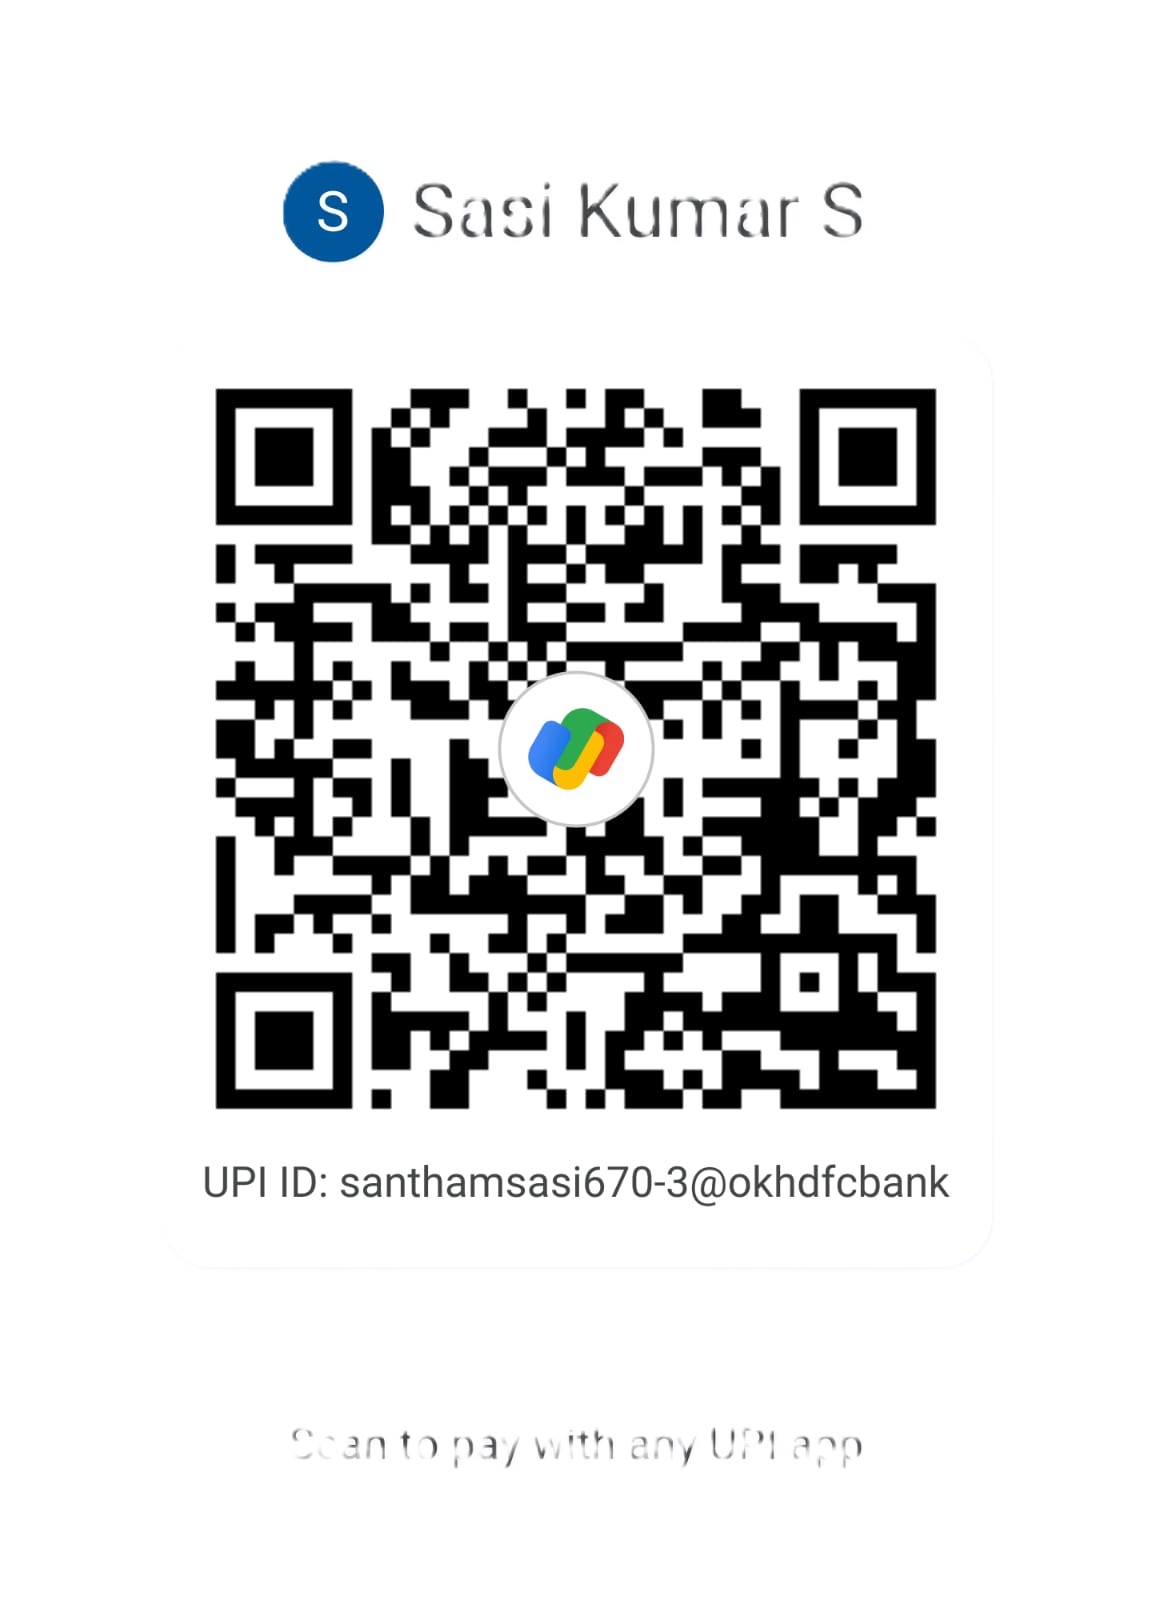 S Sasi Kumar S
UPI ID: santhamsasi670-3@okhdfcbank
Scan to pay with any UPI app